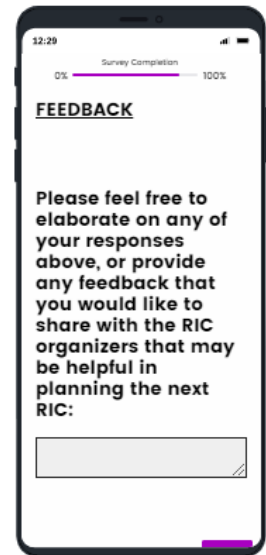 12:29
Survey Completion
0% 100%
FEEDBACK
Please feel free to
elaborate on any of
your responses
above, or provide
any feedback that
you would like to
share with the RIC
organizers that may
be helpful in
planning the next
RIC: